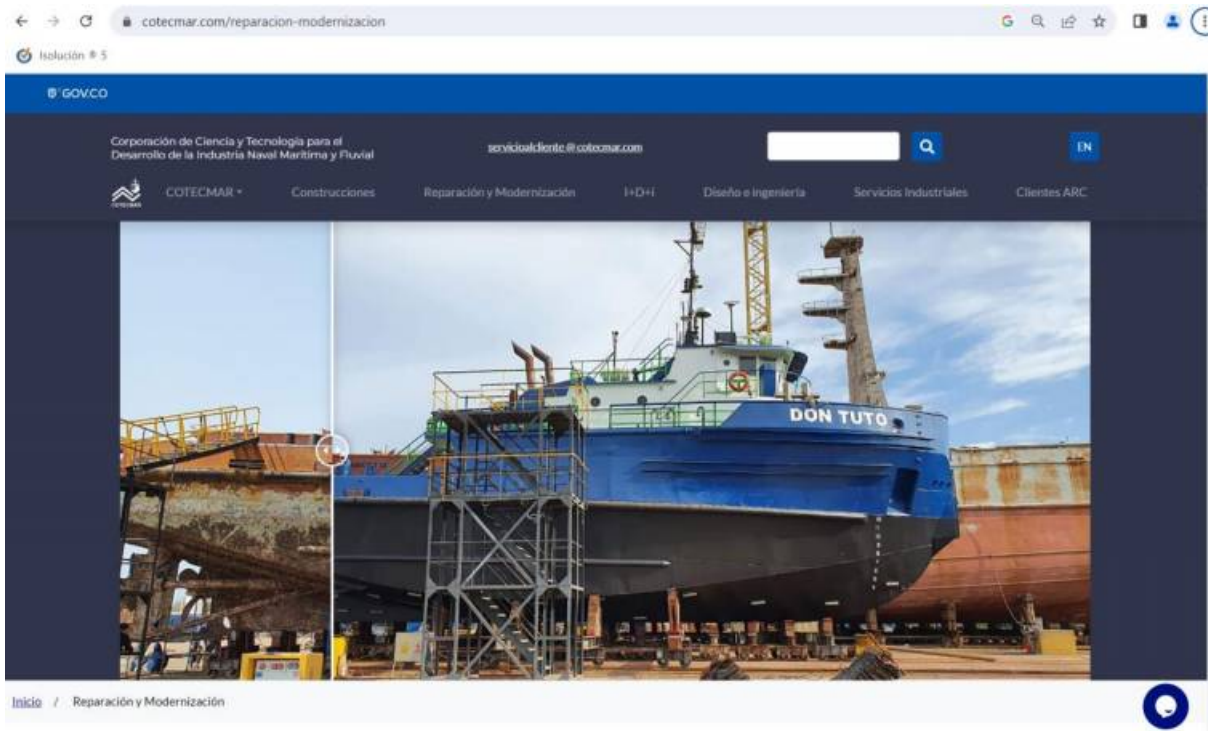 cotecmar.com/reparacion-modernizacion
Isolución ® 5
GOV.CO
Corporación de Ciencia y Tecnología para el
Desarrollo de la Industria Naval Marítima y Fluvial
servicioalcliente@cotecmar.com
EN
COTECMAR
COTECMAR
Construcciones
Reparación y Modernización
I+D+i
Diseño e ingeniería
Servicios Industriales
Clientes ARC
DON TUTO
Inicio / Reparación y Modernización